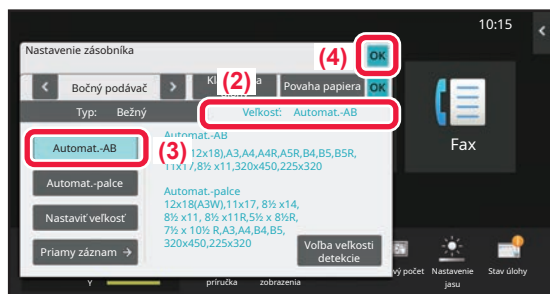 10:15
Nastavenie zásobníka
(4)
OK
Bočný podávač
(2)
Povaha papiera
OK
Typ: Bežný
Veľkosť: Automat.-AB
Automat.-AB
(3)
Automat.-AB
12x18),A3,A4,A4R,A5R,B4,B5,B5R,
11x17,8½ x11,320x450,225x320
Automat.-palce
Automat.-palce
12x18(A3W),11x17, 8½ x14,
8½ x11, 8½ x11R,5½ x 8½R,
7½ x 10½ R,A3,A4,B4,B5,
320x450,225x320
Nastaviť veľkosť
Priamy záznam →
Voľba veľkosti
detekcie
Fax
počet
Nastavenie
jasu
Stav úlohy
Y
príručka
zobrazenia